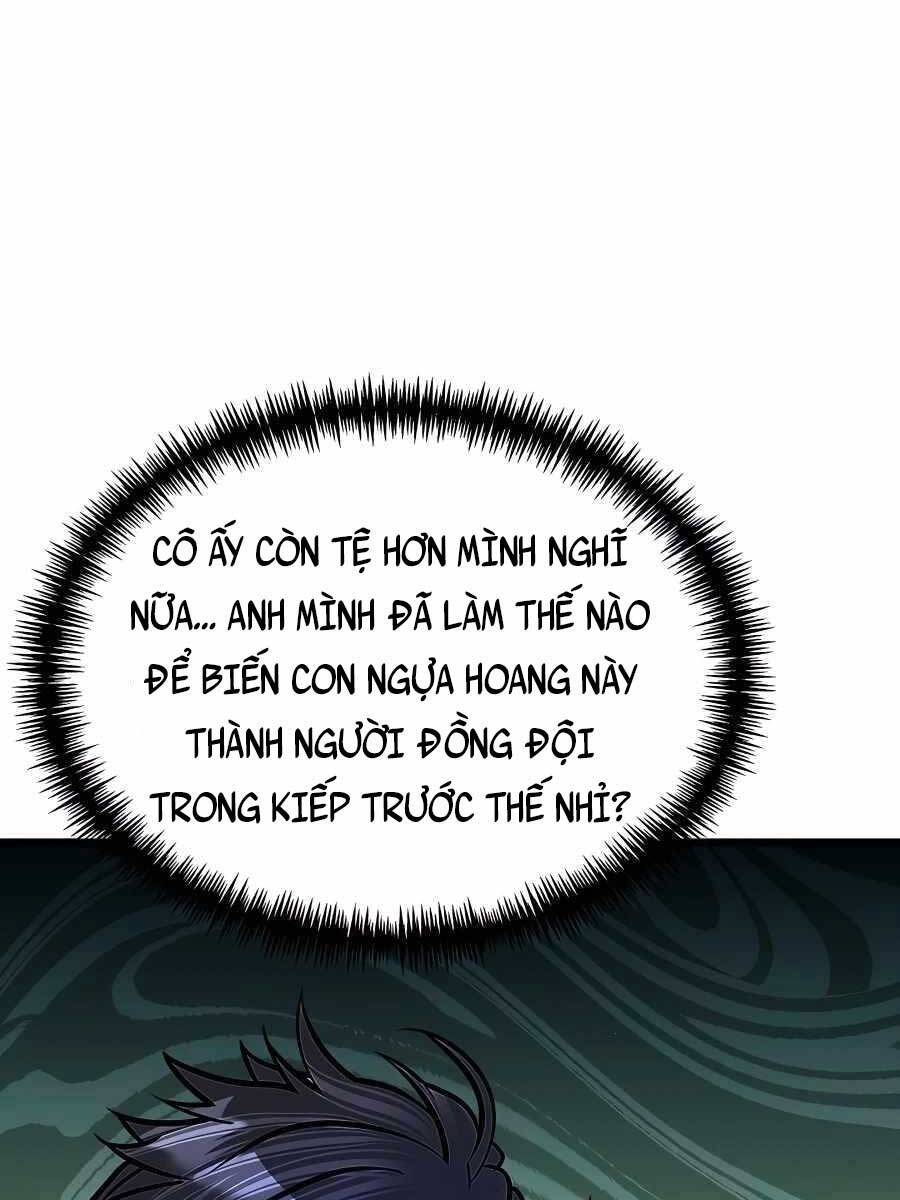 CÔ ẤY CÒN TỆ HƠN MÌNH NGHĨ
NỮA... ANH MÌNH ĐÃ LÀM THẾ NÀO
ĐỂ BIẾN CON NGỰA HOANG NÀY
THÀNH NGƯỜI ĐỒNG ĐỘI
TRONG KIẾP TRƯỚC THẾ NHỈ?